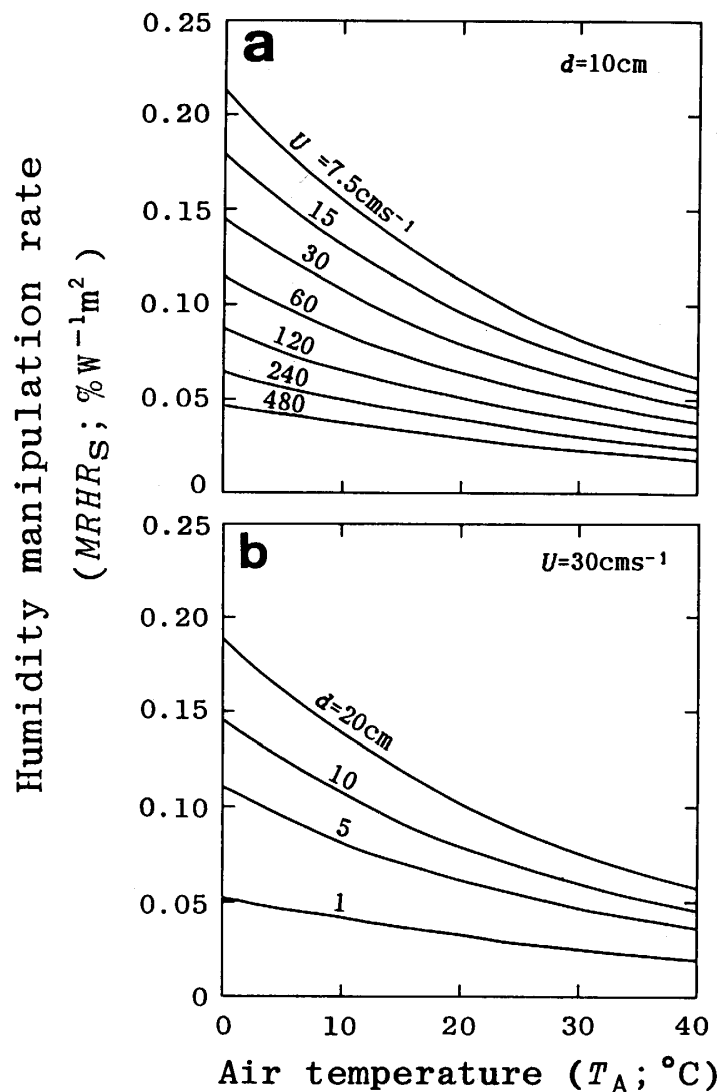 Humidity manipulation rate
(MRHR_S; %W⁻¹m²)
a
d=10cm
0.25
0.20
0.15
0.10
0.05
0
U =7.5cms⁻¹
15
30
60
120
240
480
b
U=30cms⁻¹
0.25
0.20
0.15
0.10
0.05
0
d=20cm
10
5
1
0 10 20 30 40
Air temperature (T_A; °C)